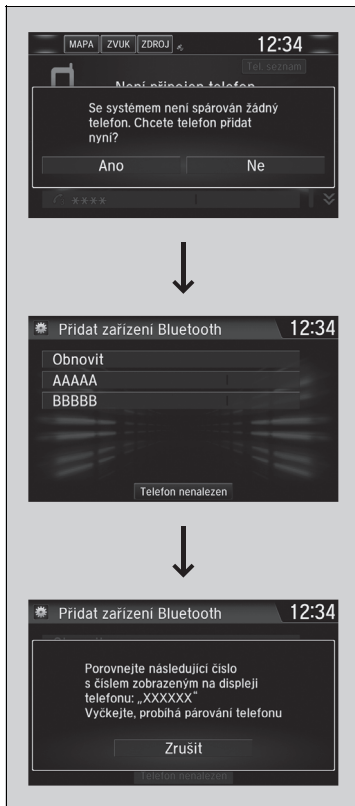 MAPA ZVUK ZDROJ 12:34
Tel. seznam
Není připojen telefon
Se systémem není spárován žádný
telefon. Chcete telefon přidat
nyní?
Ano Ne
****
Přidat zařízení Bluetooth 12:34
Obnovit
AAAAA
BBBBB
Telefon nenalezen
Přidat zařízení Bluetooth 12:34
Porovnejte následující číslo
s číslem zobrazeným na displeji
telefonu: „XXXXXX“
Vyčkejte, probíhá párování telefonu
Zrušit
Telefon nenalezen